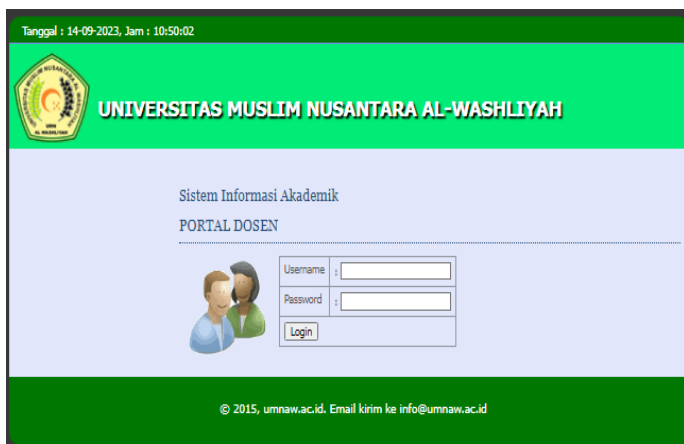 Tanggal : 14-09-2023, Jam : 10:50:02
UNIVERSITAS MUSLIM NUSANTARA AL-WASHLIYAH
Sistem Informasi Akademik
PORTAL DOSEN
Username :
Password :
Login
© 2015, umnaw.ac.id. Email kirim ke info@umnaw.ac.id